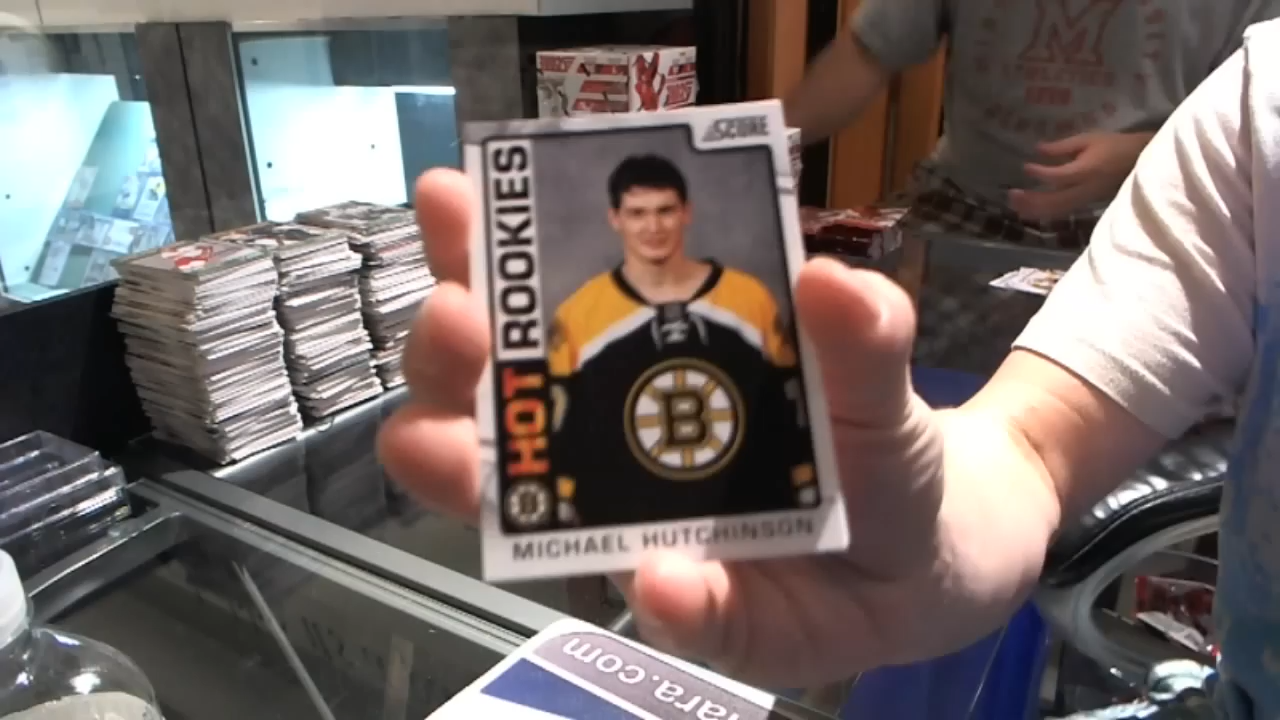 SCORE
HOT ROOKIES
B
B
MICHAEL HUTCHINSON
M
ara.com